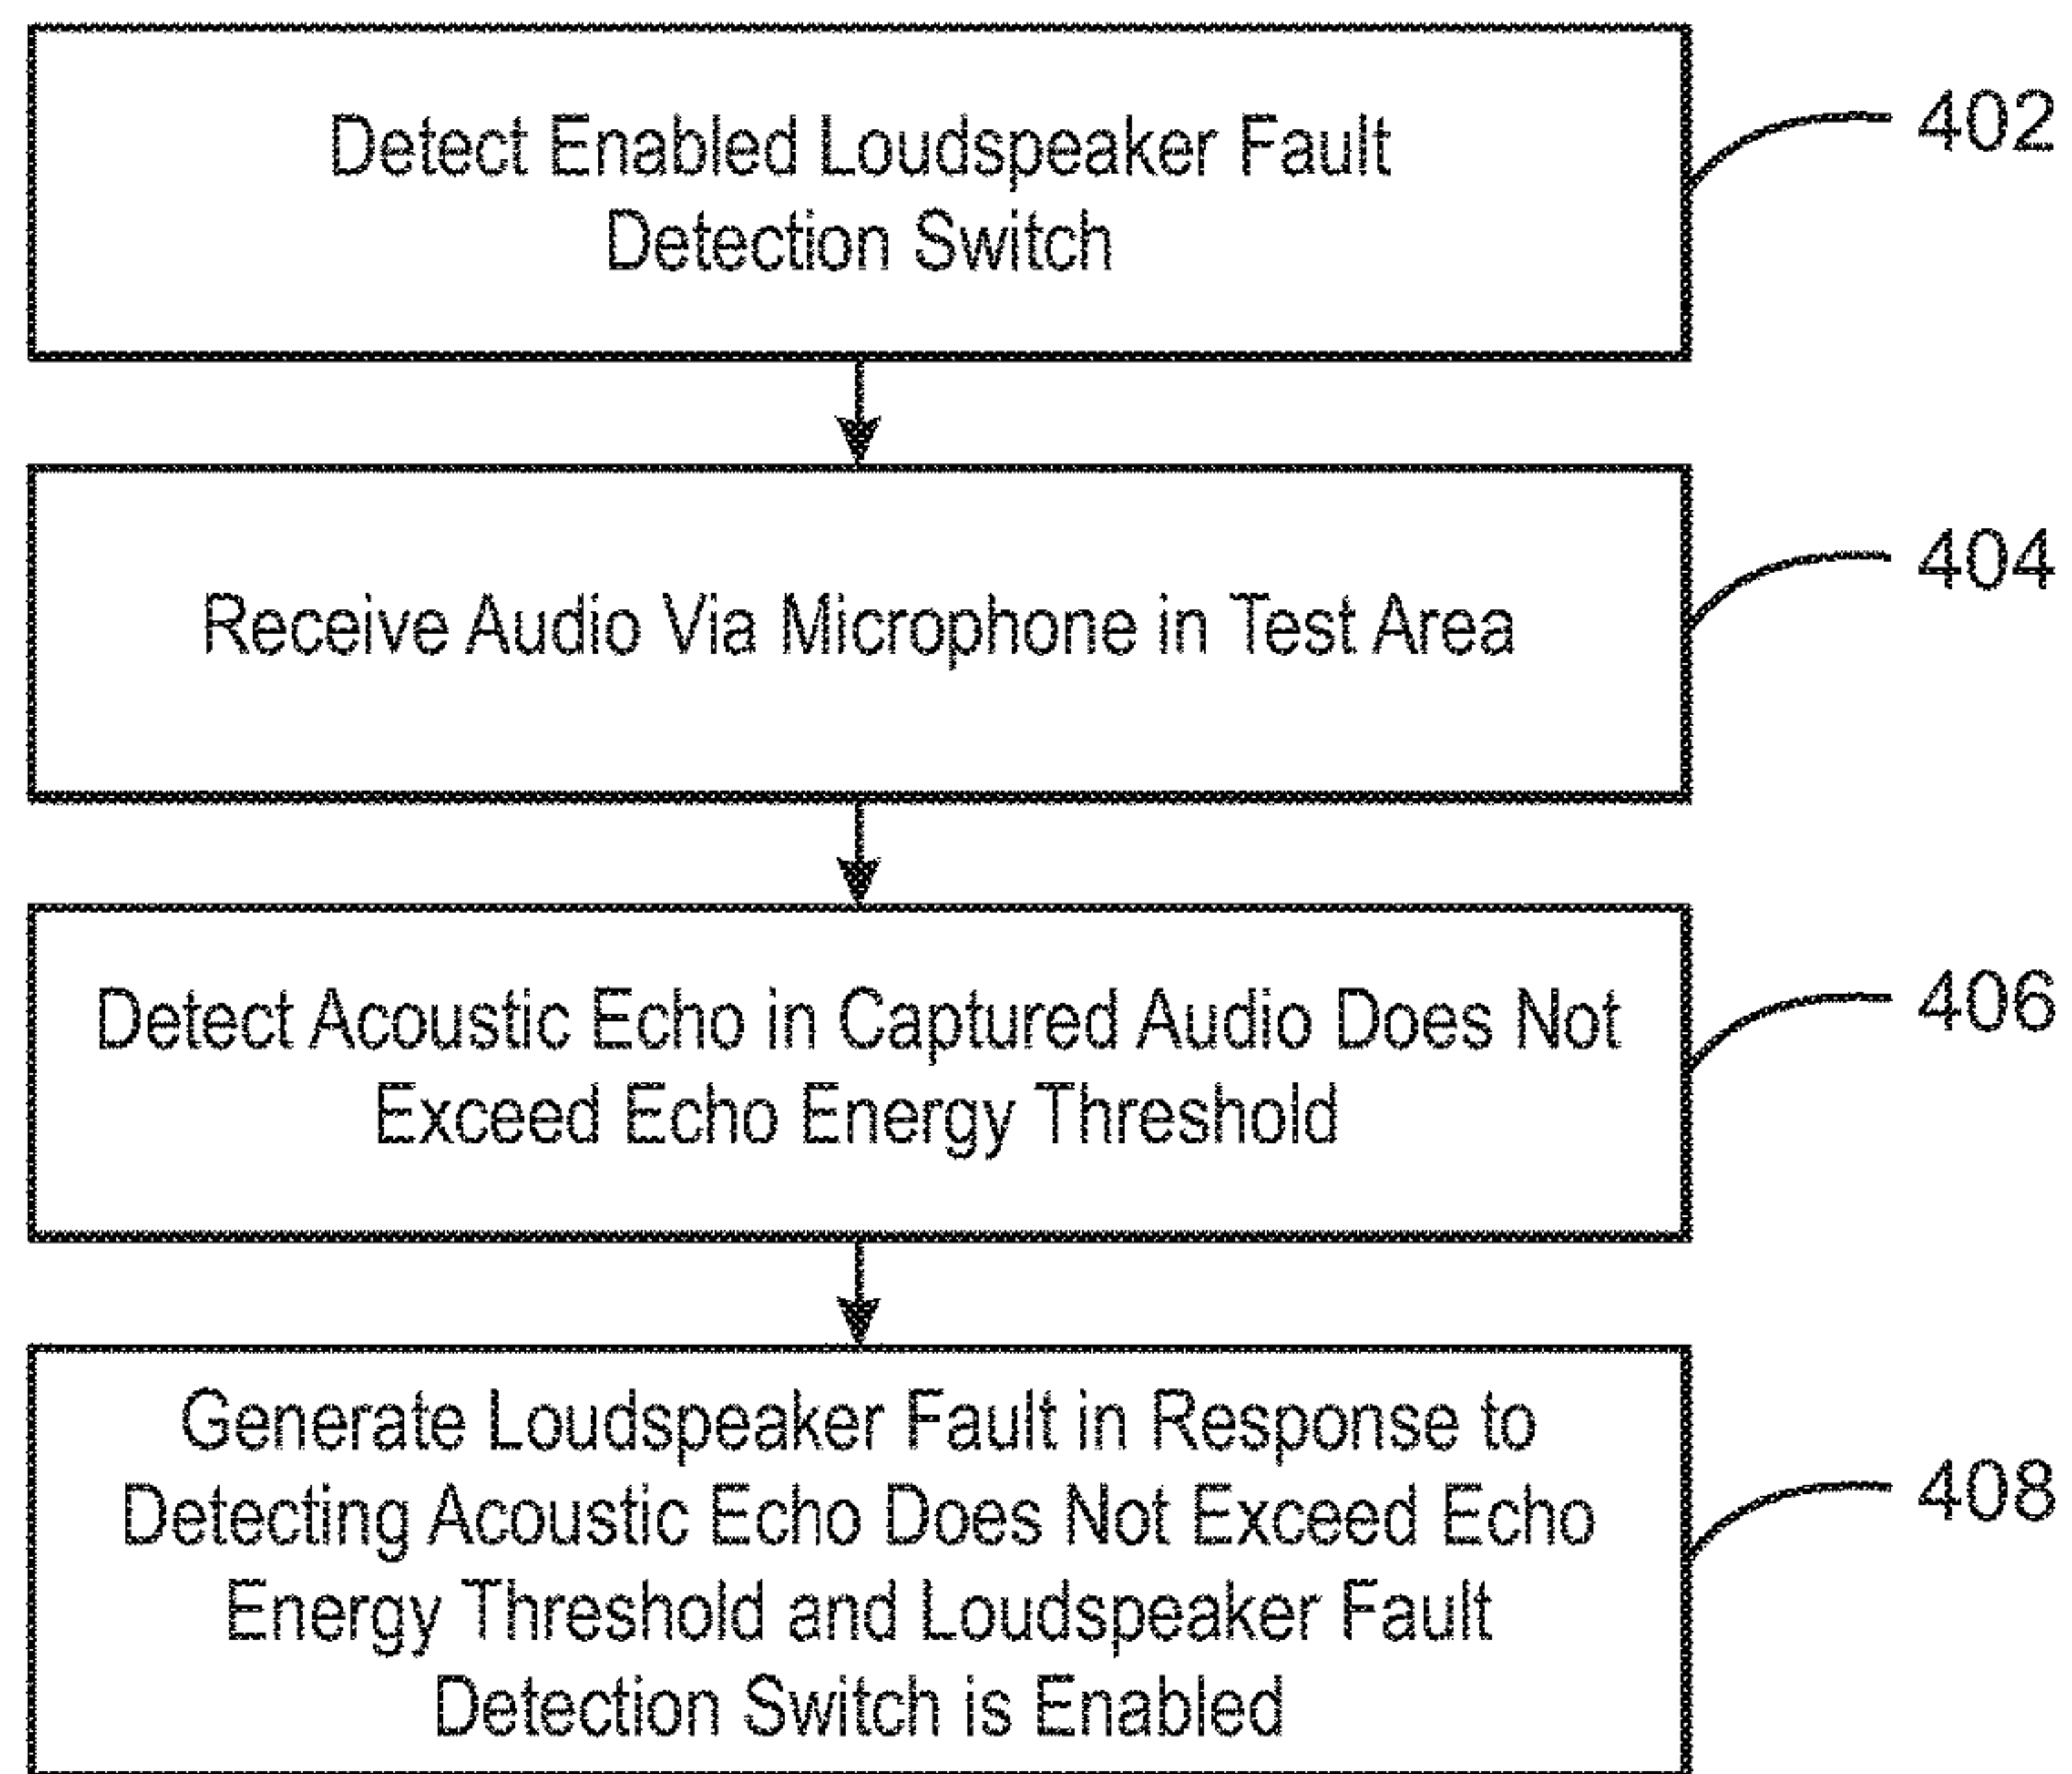 Detect Enabled Loudspeaker Fault
Detection Switch
402
Receive Audio Via Microphone in Test Area
404
Detect Acoustic Echo in Captured Audio Does Not
Exceed Echo Energy Threshold
406
Generate Loudspeaker Fault in Response to
Detecting Acoustic Echo Does Not Exceed Echo
Energy Threshold and Loudspeaker Fault
Detection Switch is Enabled
408